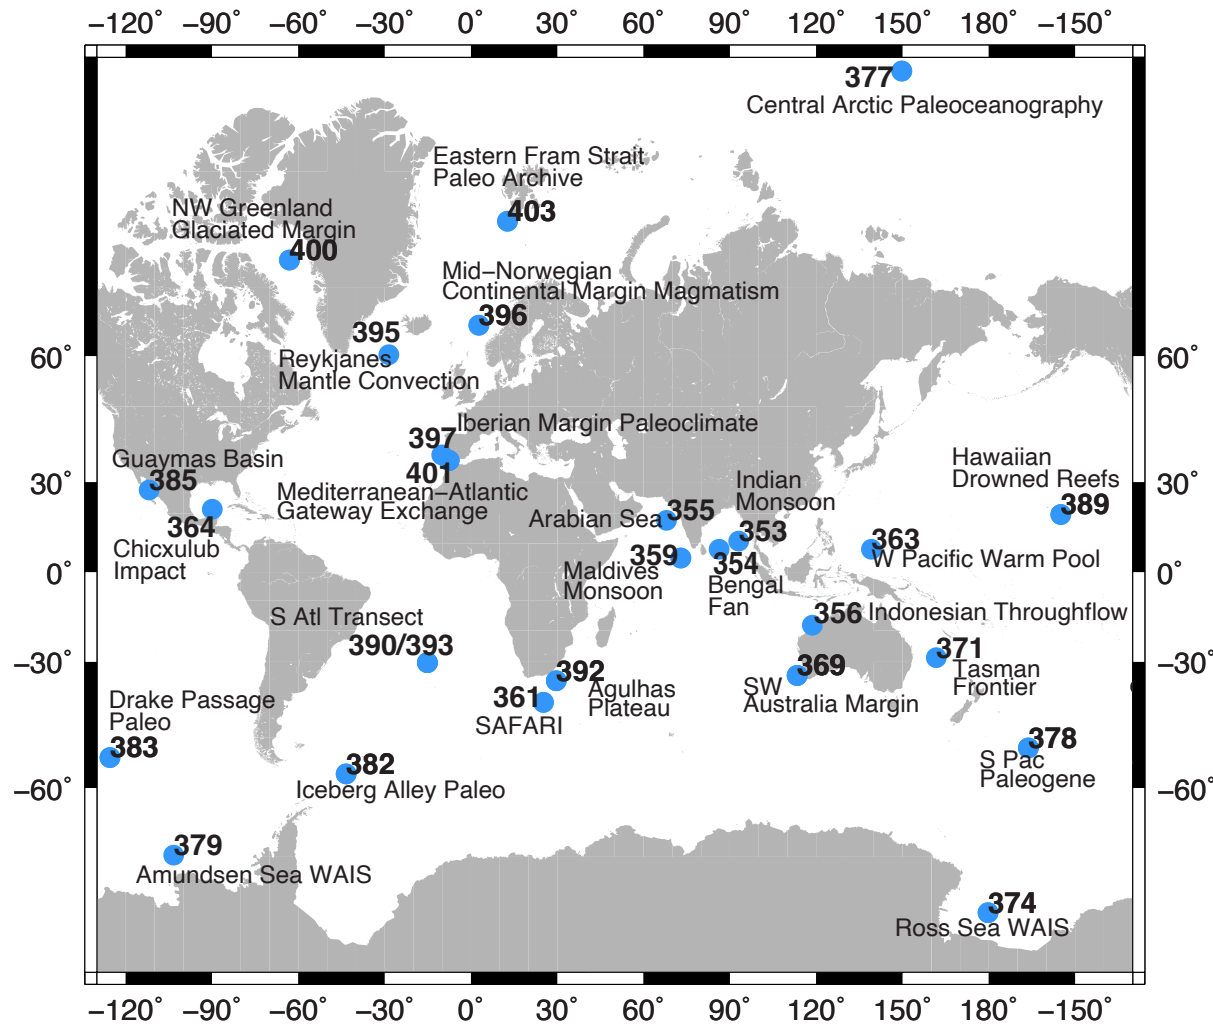 −120˚ −90˚ −60˚ −30˚ 0˚ 30˚ 60˚ 90˚ 120˚ 150˚ 180˚ −150˚
377
Central Arctic Paleoceanography
Eastern Fram Strait
Paleo Archive
403
NW Greenland
Glaciated Margin
400
Mid−Norwegian
Continental Margin Magmatism
396
395
Reykjanes
Mantle Convection
60˚ 60˚
Iberian Margin Paleoclimate
397
401
Mediterranean−Atlantic
Gateway Exchange
Guaymas Basin
385
364
Chicxulub
Impact
30˚ 30˚
Hawaiian
Drowned Reefs
389
Indian
Monsoon
353
Arabian Sea
355
359
Maldives
Monsoon
354
Bengal
Fan
363
W Pacific Warm Pool
0˚ 0˚
356 Indonesian Throughflow
S Atl Transect
390/393
−30˚ −30˚
371
Tasman
Frontier
369
SW
Australia Margin
392
Agulhas
Plateau
361
SAFARI
Drake Passage
Paleo
383
378
S Pac
Paleogene
382
Iceberg Alley Paleo
−60˚ −60˚
379
Amundsen Sea WAIS
374
Ross Sea WAIS
−120˚ −90˚ −60˚ −30˚ 0˚ 30˚ 60˚ 90˚ 120˚ 150˚ 180˚ −150˚